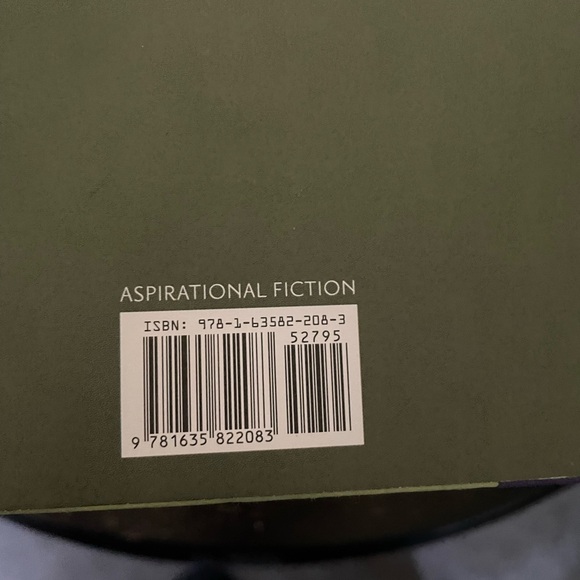 ASPIRATIONAL FICTION
ISBN: 978-1-63582-208-3
52795
9 781635 822083